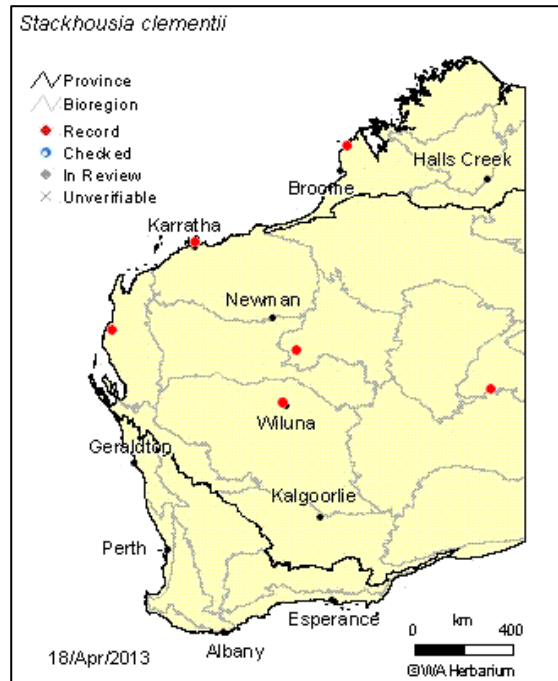 Stackhousia clementii
Province
Bioregion
Record
Checked
In Review
Unverifiable
Halls Creek
Broome
Karratha
Newman
Wiluna
Geraldton
Kalgoorlie
Perth
Esperance
Albany
0 km 400
18/Apr/2013
©WA Herbarium